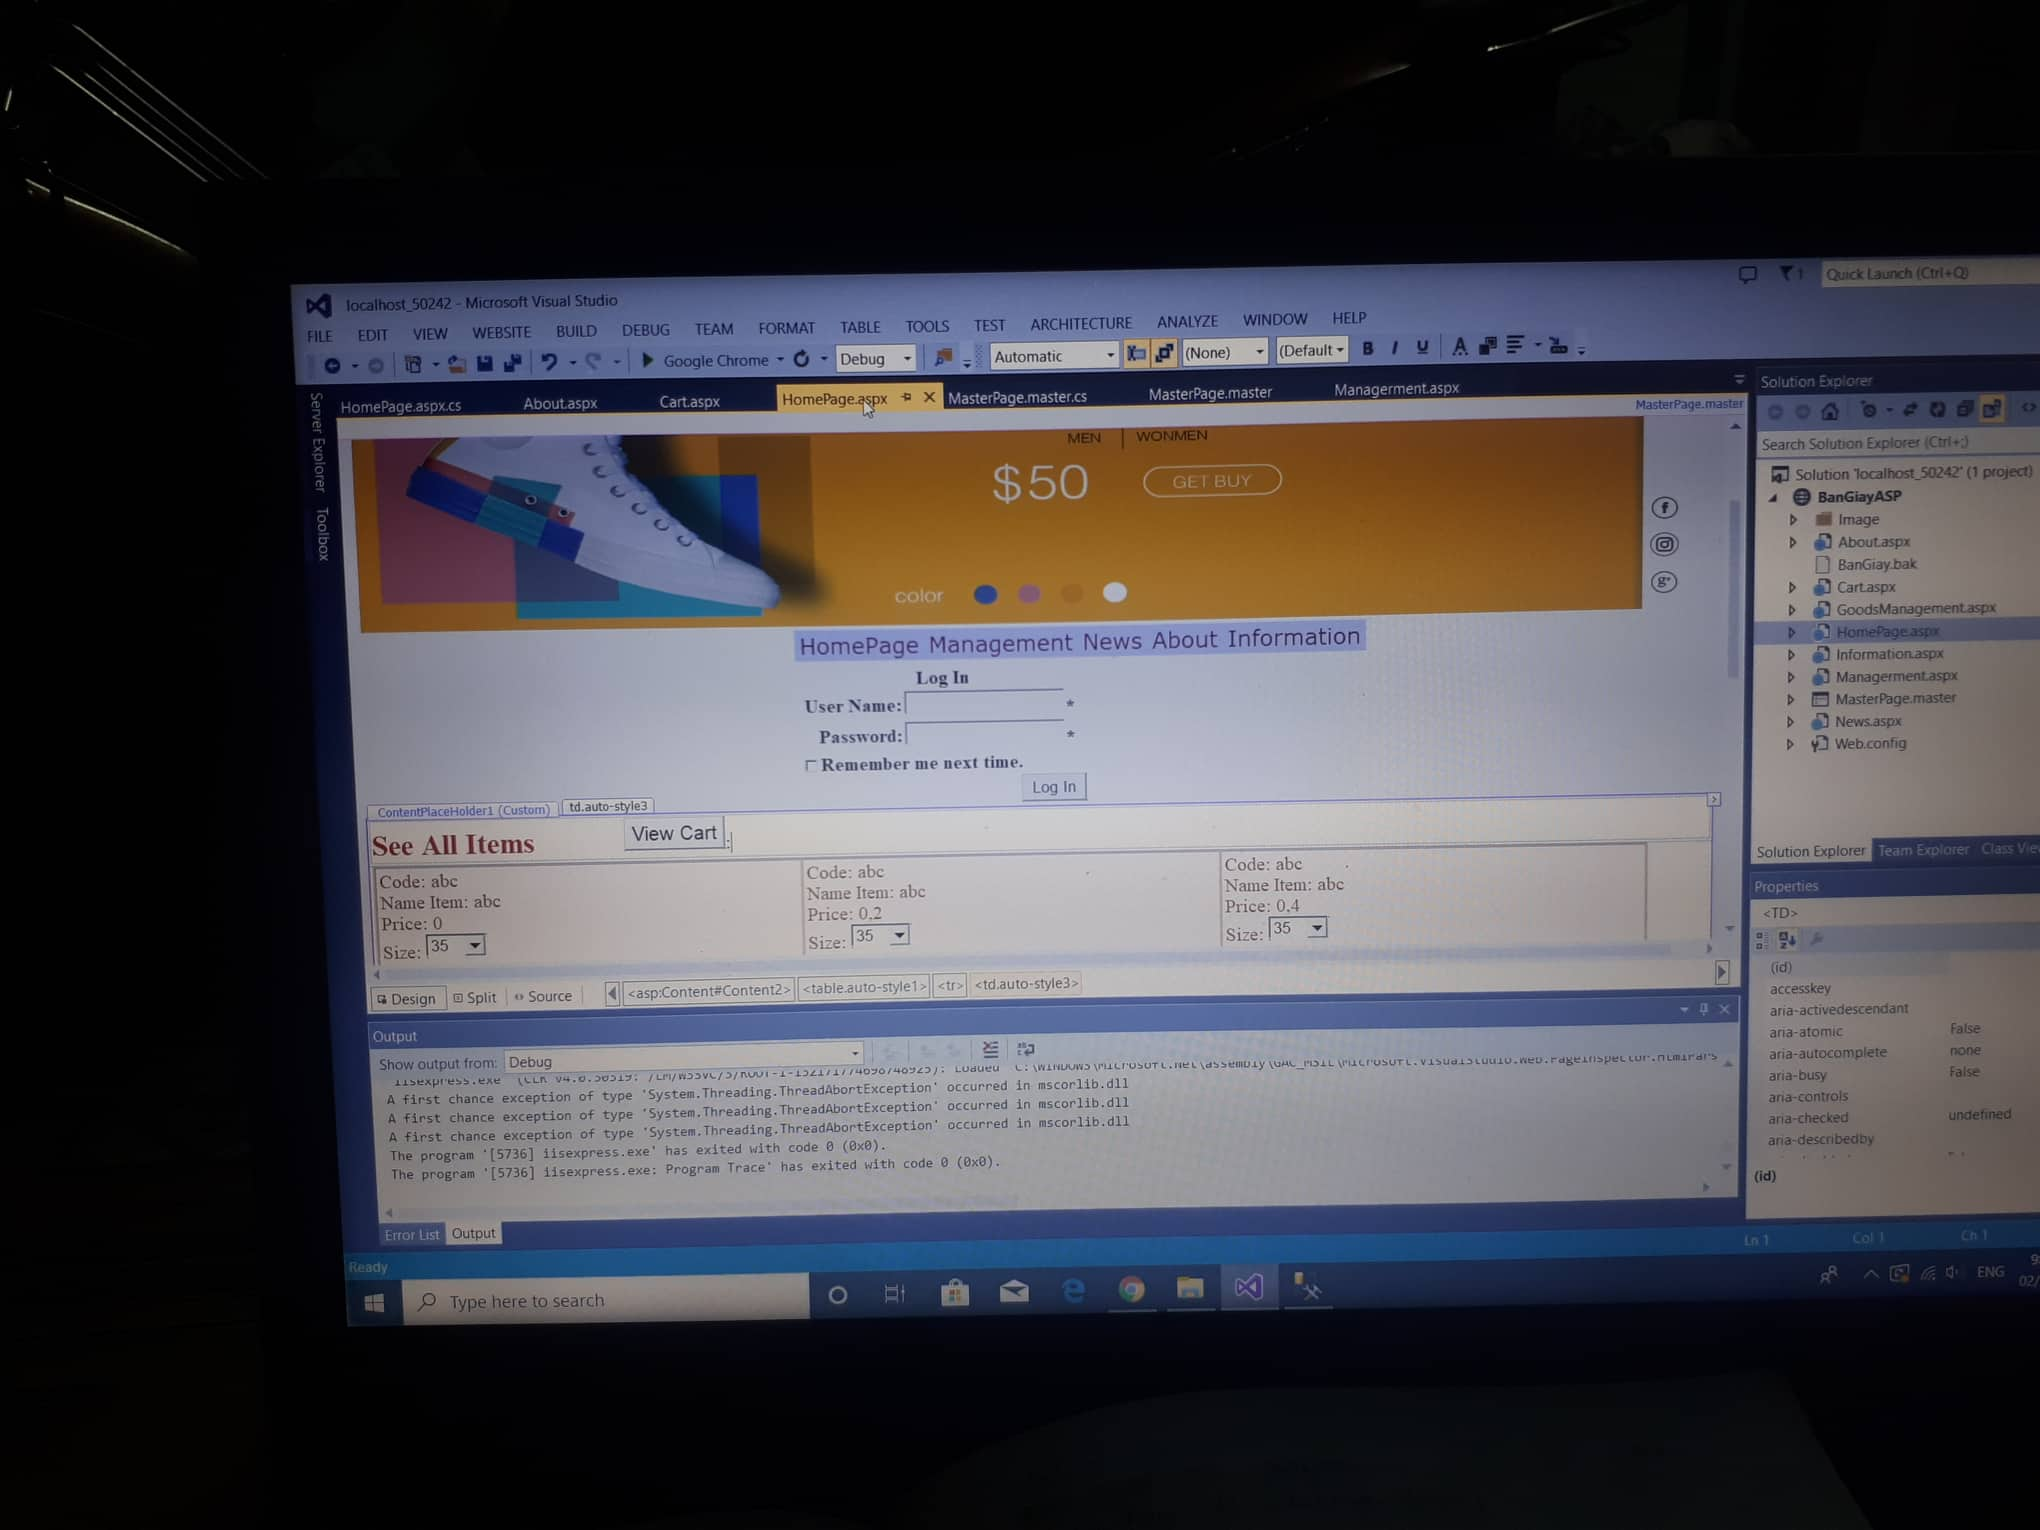 localhost_50242 - Microsoft Visual Studio
1
Quick Launch (Ctrl+Q)
FILE EDIT VIEW WEBSITE BUILD DEBUG TEAM FORMAT TABLE TOOLS TEST ARCHITECTURE ANALYZE WINDOW HELP
Google Chrome Debug Automatic (None) (Default B I U A
HomePage.aspx.cs About.aspx Cart.aspx HomePage.aspx MasterPage.master.cs MasterPage.master Managerment.aspx
MasterPage.master
Server Explorer
Toolbox
MEN | WONMEN
$50 GET BUY
f
g+
color
HomePage Management News About Information
Log In
User Name: *
Password: *
Remember me next time.
Log In
ContentPlaceHolder1 (Custom) td.auto-style3
See All Items View Cart
Code: abc
Name Item: abc
Price: 0
Size: 35
Code: abc
Name Item: abc
Price: 0,2
Size: 35
Code: abc
Name Item: abc
Price: 0,4
Size: 35
Design Split Source <asp:Content#Content2> <table.auto-style1> <tr> <td.auto-style3>
Output
Show output from: Debug
A first chance exception of type 'System.Threading.ThreadAbortException' occurred in mscorlib.dll
A first chance exception of type 'System.Threading.ThreadAbortException' occurred in mscorlib.dll
A first chance exception of type 'System.Threading.ThreadAbortException' occurred in mscorlib.dll
The program '[5736] iisexpress.exe' has exited with code 0 (0x0).
The program '[5736] iisexpress.exe: Program Trace' has exited with code 0 (0x0).
Error List Output
Solution Explorer
Search Solution Explorer (Ctrl+;)
Solution 'localhost_50242' (1 project)
BanGiayASP
Image
About.aspx
BanGiay.bak
Cart.aspx
GoodsManagement.aspx
HomePage.aspx
Information.aspx
Managerment.aspx
MasterPage.master
News.aspx
Web.config
Solution Explorer Team Explorer Class
Properties
<TD>
(id)
accesskey
aria-activedescendant
aria-atomic False
aria-autocomplete none
aria-busy False
aria-controls
aria-checked undefined
aria-describedby
(id)
Ready
Ln 1 Col 1 Ch 1
Type here to search
ENG